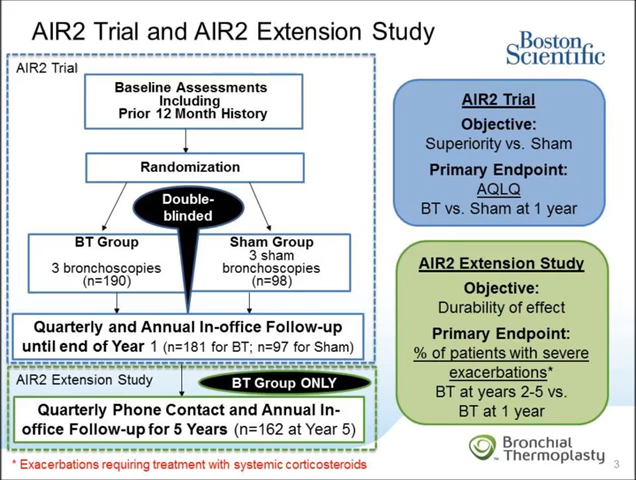 AIR2 Trial and AIR2 Extension Study
Boston
Scientific
AIR2 Trial
Baseline Assessments
Including
Prior 12 Month History
Randomization
Double-
blinded
BT Group
3 bronchoscopies
(n=190)
Sham Group
3 sham
bronchoscopies
(n=98)
Quarterly and Annual In-office Follow-up
until end of Year 1 (n=181 for BT; n=97 for Sham)
AIR2 Extension Study
BT Group ONLY
Quarterly Phone Contact and Annual In-
office Follow-up for 5 Years (n=162 at Year 5)
* Exacerbations requiring treatment with systemic corticosteroids
AIR2 Trial
Objective:
Superiority vs. Sham
Primary Endpoint:
AQLQ
BT vs. Sham at 1 year
AIR2 Extension Study
Objective:
Durability of effect
Primary Endpoint:
% of patients with severe
exacerbations*
BT at years 2-5 vs.
BT at 1 year
Bronchial
Thermoplasty
3